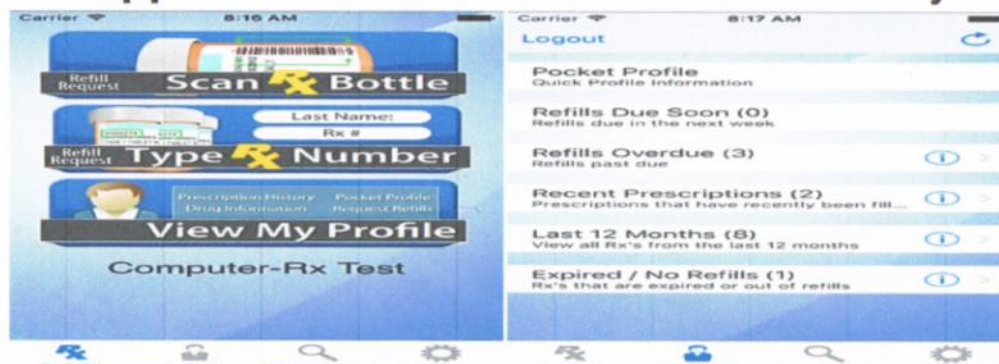 Carrier 8:16 AM
Refill Request Scan Rx Bottle
Last Name:
Rx #
Refill Request Type Rx Number
Prescription History Pocket Profile
Drug Information Request Refills
View My Profile
Computer-Rx Test
Rx
Carrier 8:17 AM
Logout
Pocket Profile
Quick Profile Information
Refills Due Soon (0)
Refills due in the next week
Refills Overdue (3)
Refills past due
Recent Prescriptions (2)
Prescriptions that have recently been fill...
Last 12 Months (8)
View all Rx's from the last 12 months
Expired / No Refills (1)
Rx's that are expired or out of refills
Rx